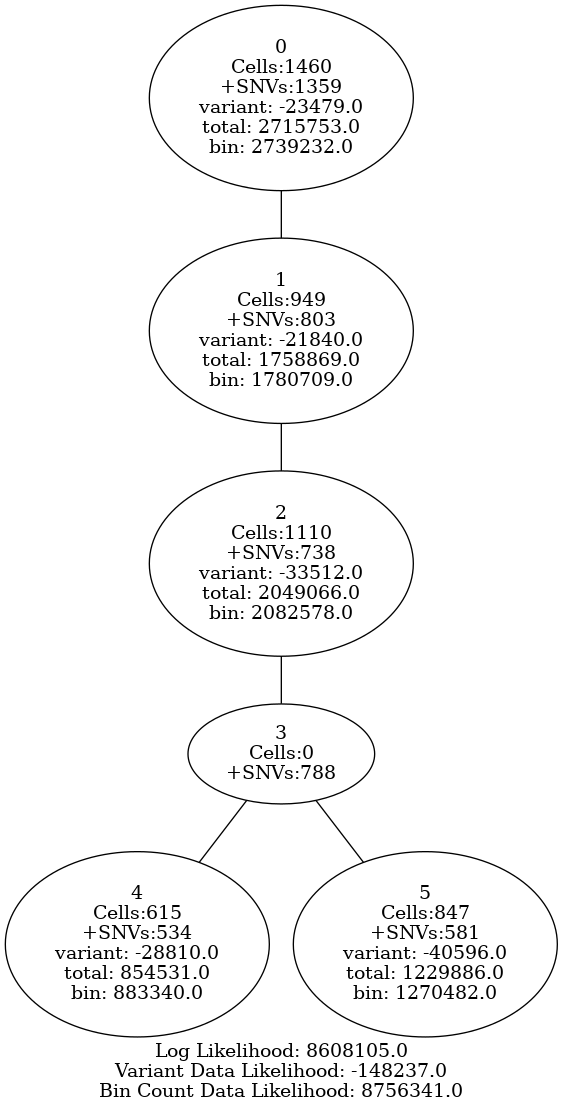 0
Cells:1460
+SNVs:1359
variant: -23479.0
total: 2715753.0
bin: 2739232.0
1
Cells:949
+SNVs:803
variant: -21840.0
total: 1758869.0
bin: 1780709.0
2
Cells:1110
+SNVs:738
variant: -33512.0
total: 2049066.0
bin: 2082578.0
3
Cells:0
+SNVs:788
4
Cells:615
+SNVs:534
variant: -28810.0
total: 854531.0
bin: 883340.0
5
Cells:847
+SNVs:581
variant: -40596.0
total: 1229886.0
bin: 1270482.0
Log Likelihood: 8608105.0
Variant Data Likelihood: -148237.0
Bin Count Data Likelihood: 8756341.0